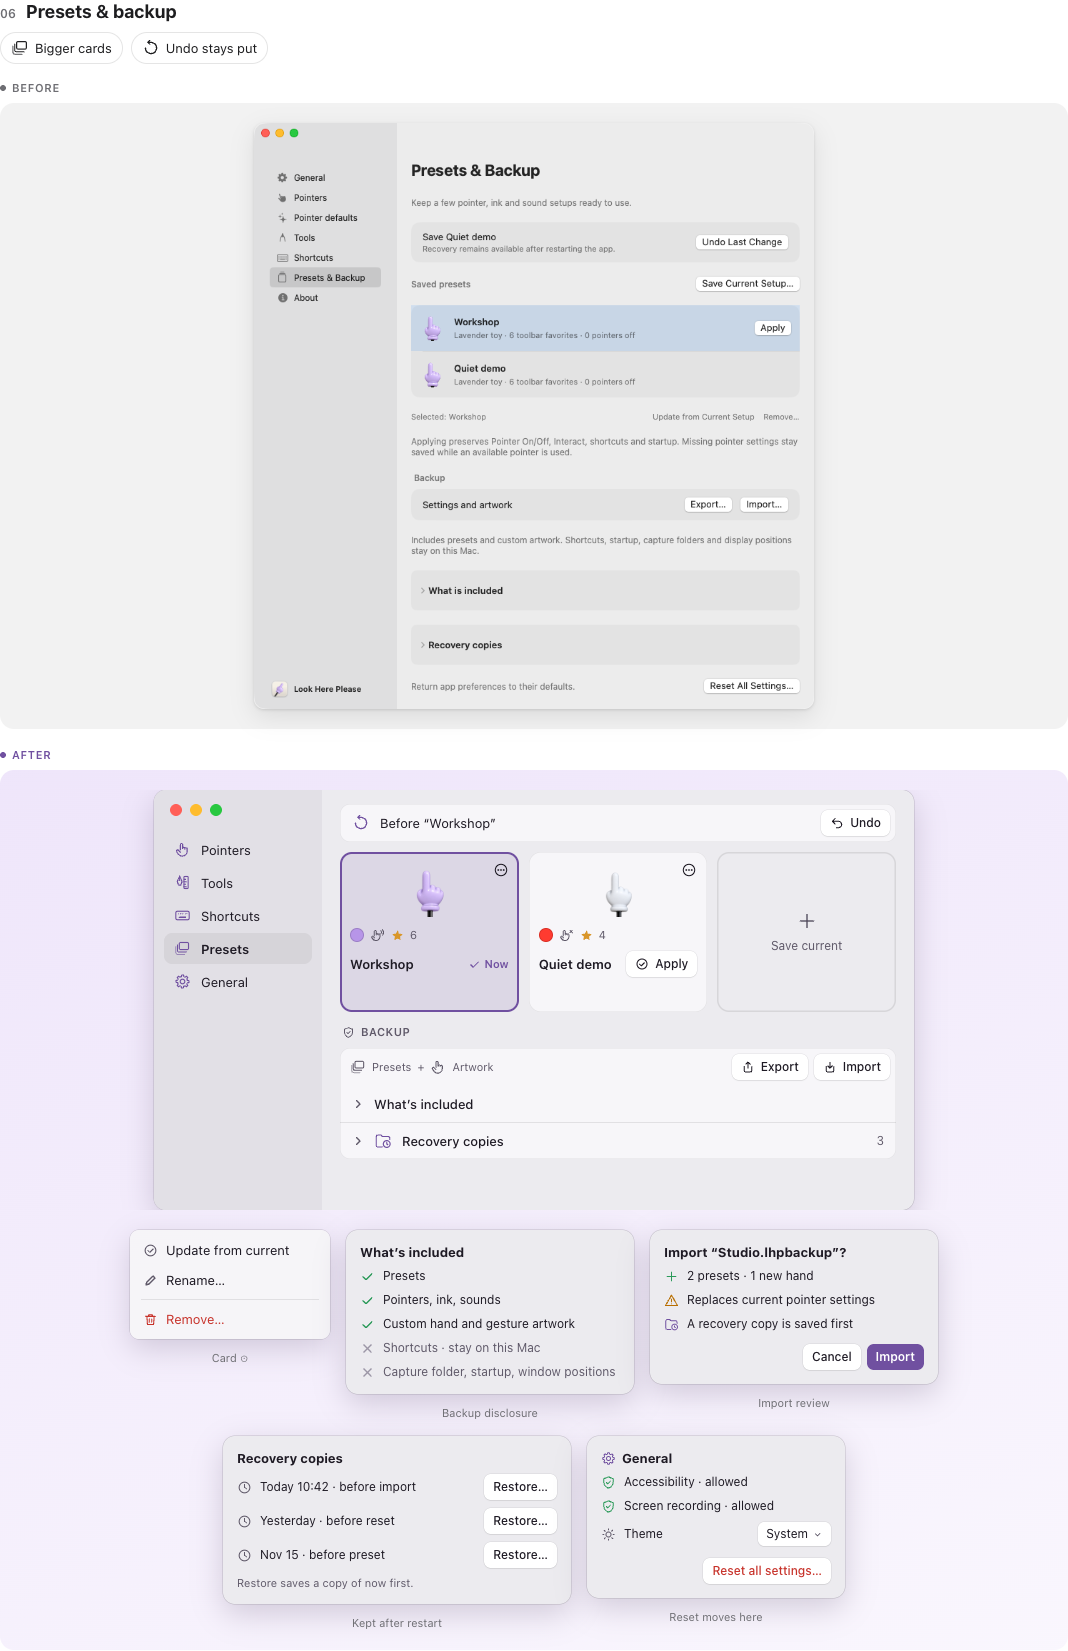 06 Presets & backup
Bigger cards
Undo stays put
BEFORE
General
Pointers
Pointer defaults
Tools
Shortcuts
Presets & Backup
About
Look Here Please
Presets & Backup
Keep a few pointer, ink and sound setups ready to use.
Save Quiet demo
Recovery remains available after restarting the app.
Undo Last Change
Saved presets
Save Current Setup...
Workshop
Lavender toy · 6 toolbar favorites · 0 pointers off
Apply
Quiet demo
Lavender toy · 6 toolbar favorites · 0 pointers off
Selected: Workshop
Update from Current Setup
Remove...
Applying preserves Pointer On/Off, Interact, shortcuts and startup. Missing pointer settings stay
saved while an available pointer is used.
Backup
Settings and artwork
Export...
Import...
Includes presets and custom artwork. Shortcuts, startup, capture folders and display positions
stay on this Mac.
What is included
Recovery copies
Return app preferences to their defaults.
Reset All Settings...
AFTER
Pointers
Tools
Shortcuts
Presets
General
Before “Workshop”
Undo
6
Workshop
Now
4
Quiet demo
Apply
Save current
BACKUP
Presets + Artwork
Export
Import
What’s included
Recovery copies
3
Update from current
Rename...
Remove...
Card
What’s included
Presets
Pointers, ink, sounds
Custom hand and gesture artwork
Shortcuts · stay on this Mac
Capture folder, startup, window positions
Backup disclosure
Import “Studio.lhpbackup”?
2 presets · 1 new hand
Replaces current pointer settings
A recovery copy is saved first
Cancel
Import
Import review
Recovery copies
Today 10:42 · before import
Restore...
Yesterday · before reset
Restore...
Nov 15 · before preset
Restore...
Restore saves a copy of now first.
Kept after restart
General
Accessibility · allowed
Screen recording · allowed
Theme
System
Reset all settings...
Reset moves here